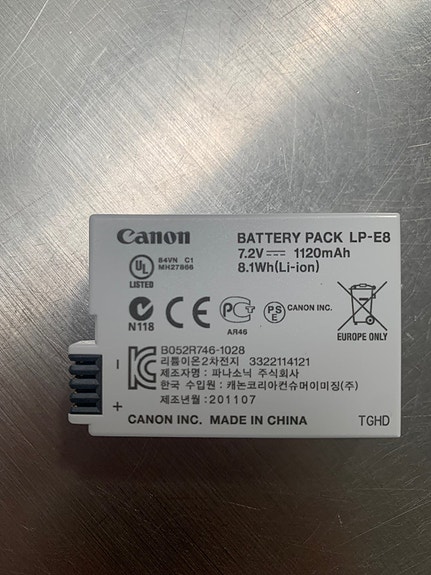 Canon
BATTERY PACK LP-E8
7.2V⎓ 1120mAh
8.1Wh(Li-ion)
UL
LISTED
84VN C1
MH27866
N118
CE
PG
AR46
PS
E
CANON INC.
EUROPE ONLY
B052R746-1028
리튬이온2차전지 3322114121
제조자명 : 파나소닉 주식회사
한국 수입원 : 캐논코리아컨슈머이미징(주)
제조년월 : 201107
CANON INC. MADE IN CHINA
TGHD
−
+